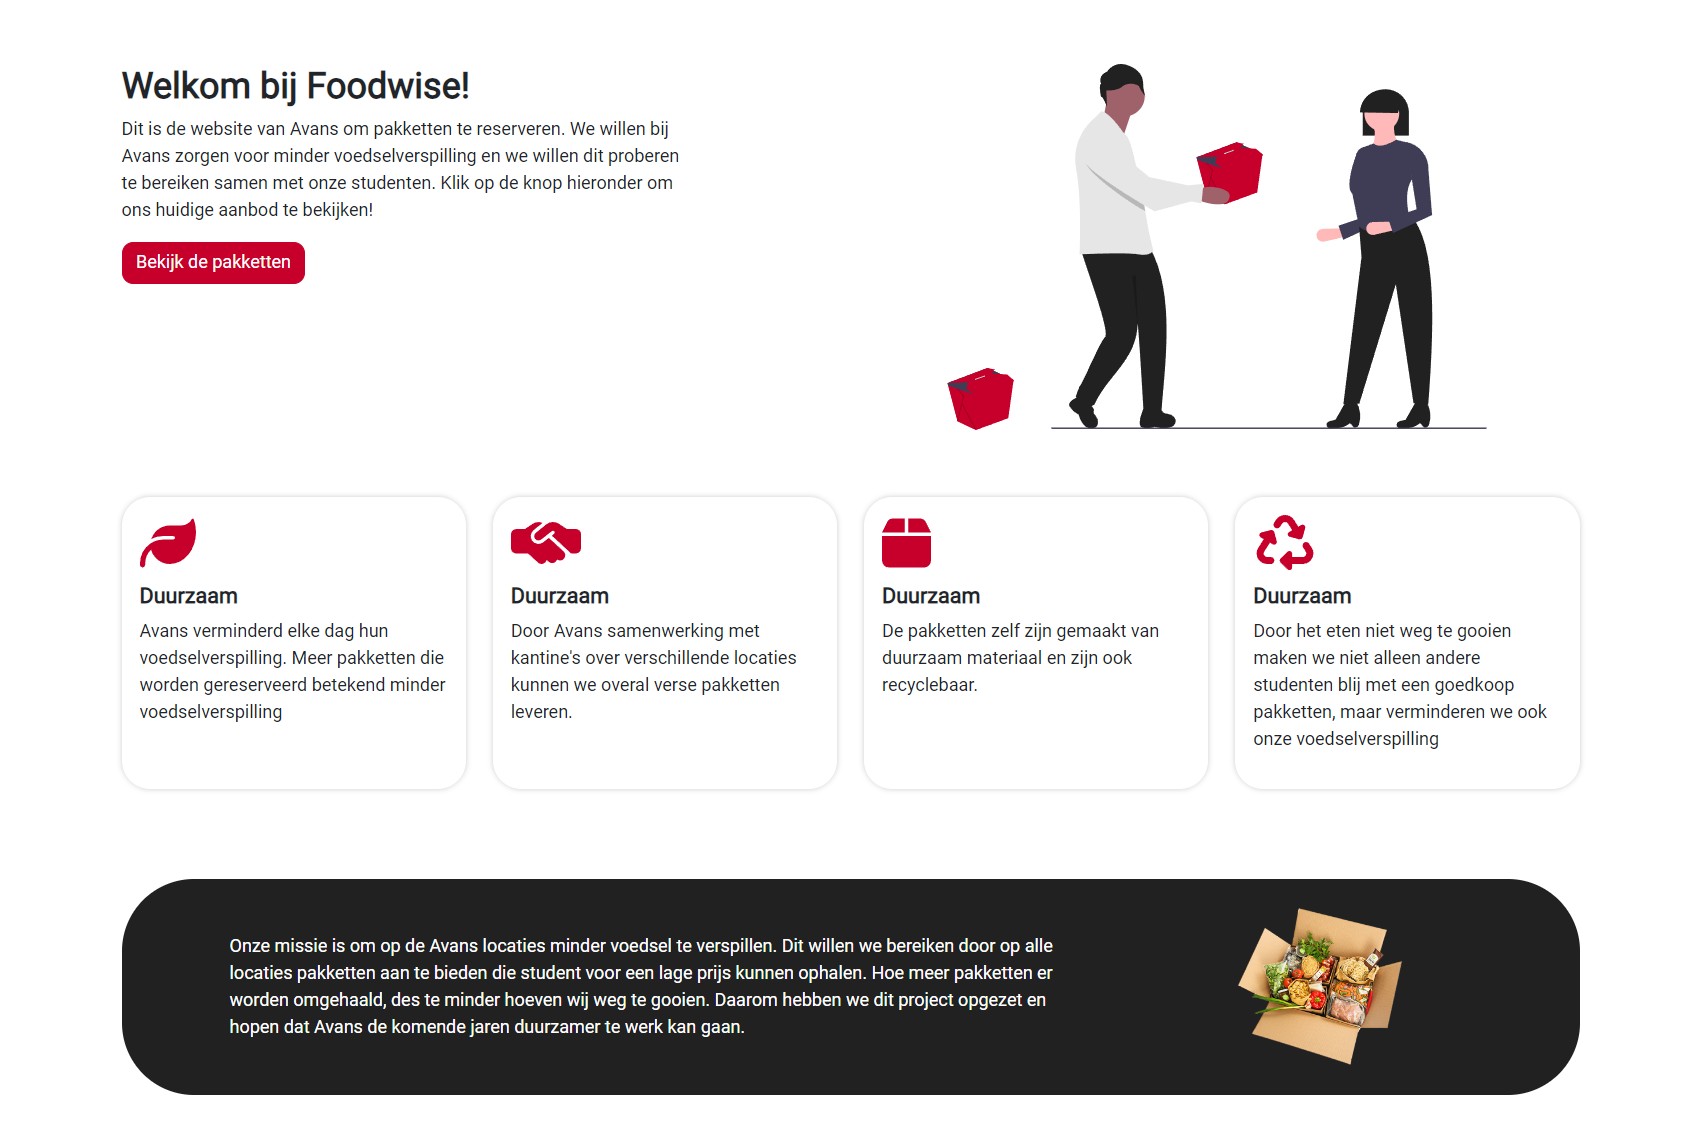 Welkom bij Foodwise!
Dit is de website van Avans om pakketten te reserveren. We willen bij
Avans zorgen voor minder voedselverspilling en we willen dit proberen
te bereiken samen met onze studenten. Klik op de knop hieronder om
ons huidige aanbod te bekijken!
Bekijk de pakketten
Duurzaam
Avans verminderd elke dag hun
voedselverspilling. Meer pakketten die
worden gereserveerd betekend minder
voedselverspilling
Duurzaam
Door Avans samenwerking met
kantine's over verschillende locaties
kunnen we overal verse pakketten
leveren.
Duurzaam
De pakketten zelf zijn gemaakt van
duurzaam materiaal en zijn ook
recyclebaar.
Duurzaam
Door het eten niet weg te gooien
maken we niet alleen andere
studenten blij met een goedkoop
pakketten, maar verminderen we ook
onze voedselverspilling
Onze missie is om op de Avans locaties minder voedsel te verspillen. Dit willen we bereiken door op alle
locaties pakketten aan te bieden die student voor een lage prijs kunnen ophalen. Hoe meer pakketten er
worden omgehaald, des te minder hoeven wij weg te gooien. Daarom hebben we dit project opgezet en
hopen dat Avans de komende jaren duurzamer te werk kan gaan.